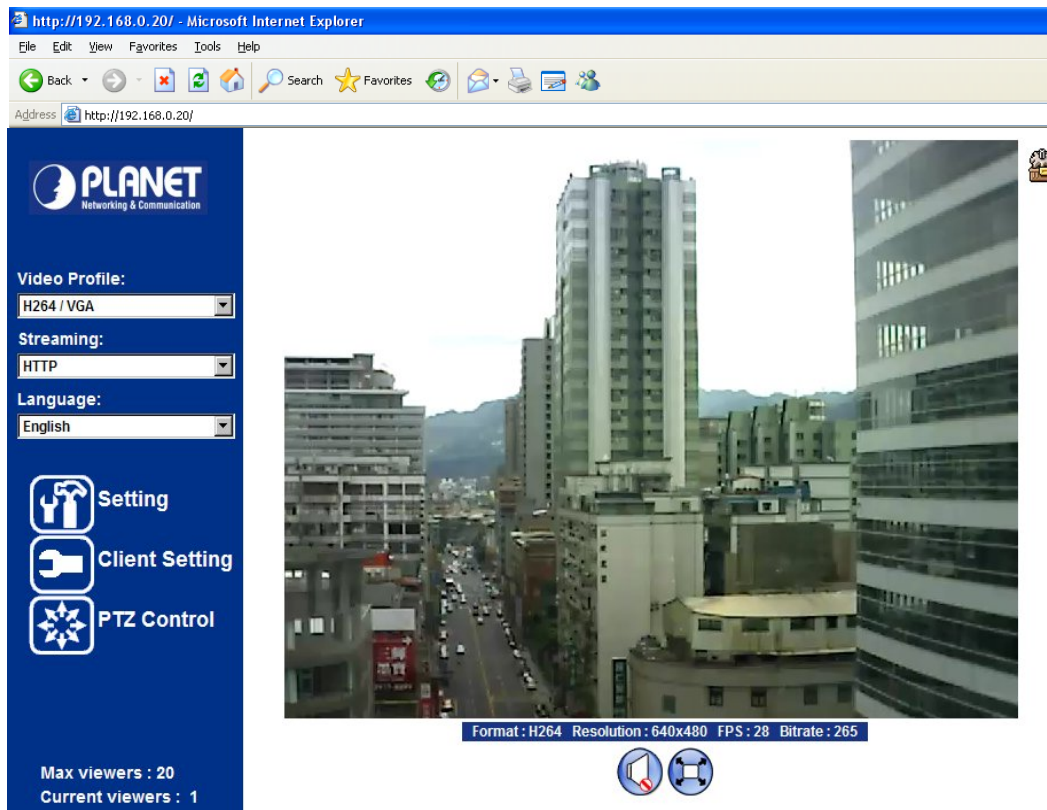 http://192.168.0.20/ - Microsoft Internet Explorer
File Edit View Favorites Tools Help
Back Search Favorites
Address http://192.168.0.20/
PLANET
Networking & Communication
Video Profile:
H264 / VGA
Streaming:
HTTP
Language:
English
Setting
Client Setting
PTZ Control
Format : H264 Resolution : 640x480 FPS : 28 Bitrate : 265
Max viewers : 20
Current viewers : 1